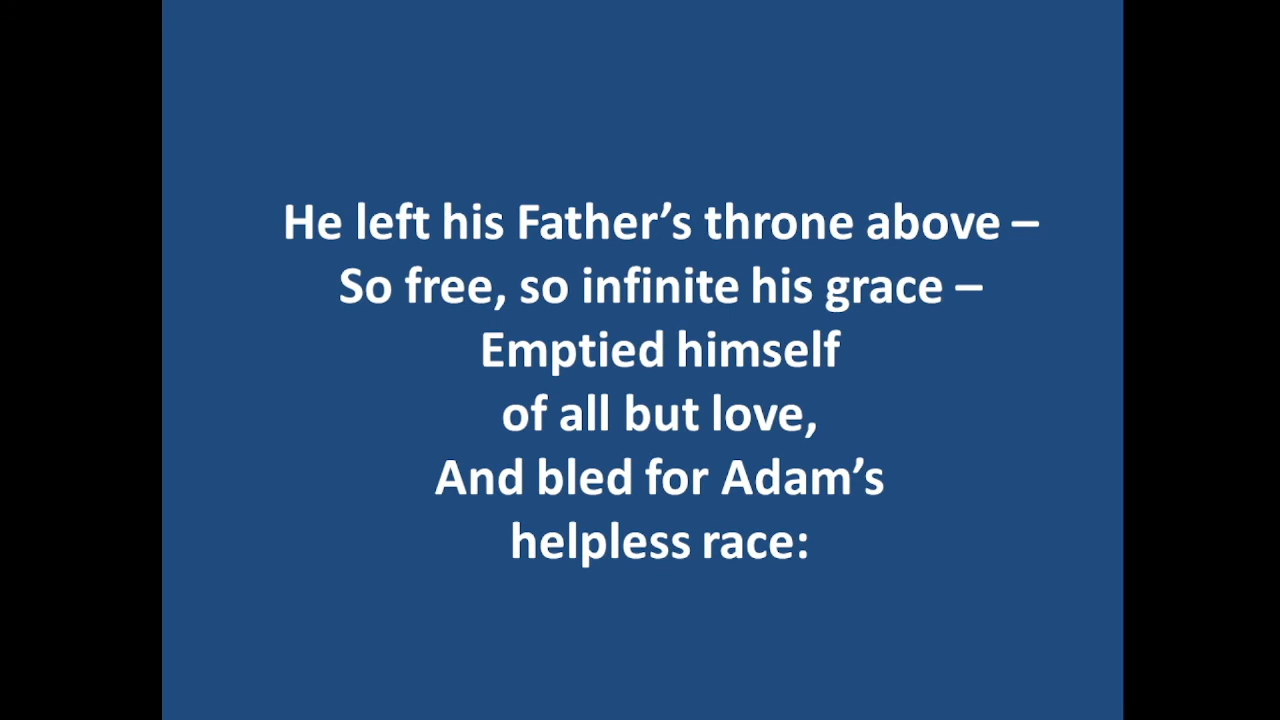 He left his Father’s throne above –
So free, so infinite his grace –
Emptied himself
of all but love,
And bled for Adam’s
helpless race: